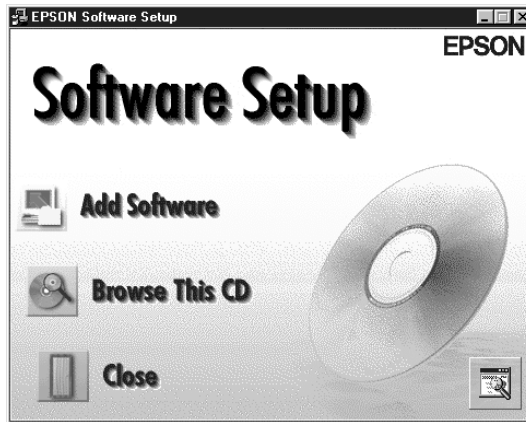 EPSON Software Setup
EPSON
Software Setup
Add Software
Browse This CD
Close